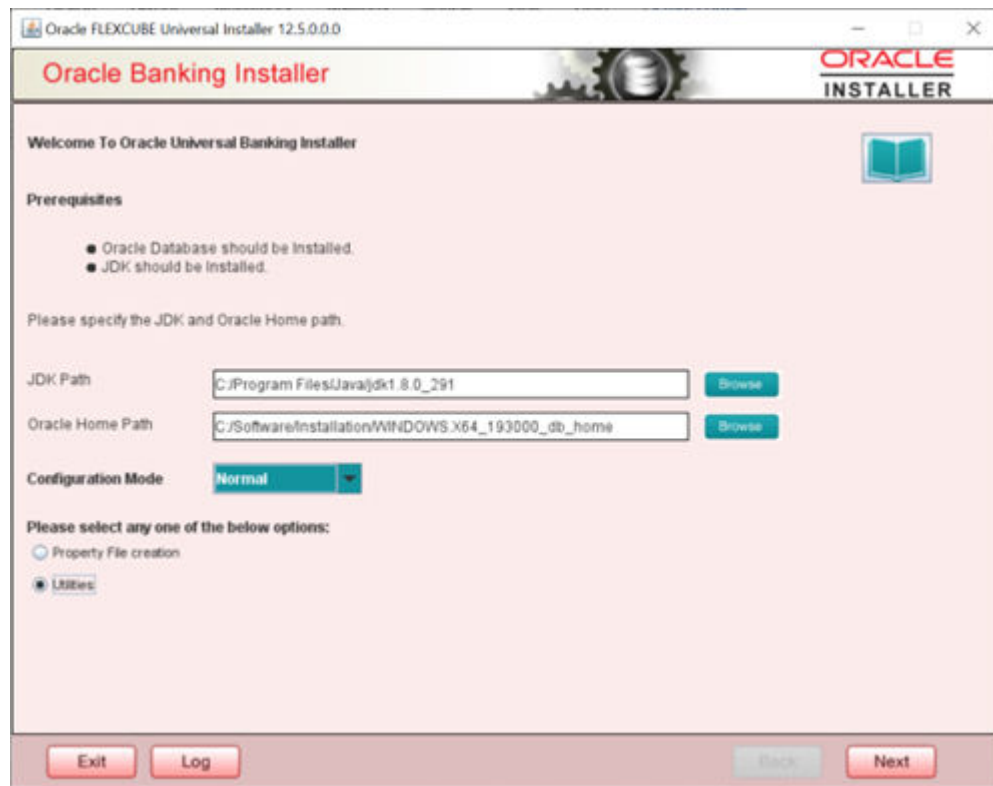 Oracle FLEXCUBE Universal Installer 12.5.0.0.0
Oracle Banking Installer
ORACLE
INSTALLER
Welcome To Oracle Universal Banking Installer
Prerequisites
Oracle Database should be Installed.
JDK should be Installed.
Please specify the JDK and Oracle Home path.
JDK Path
C:/Program Files/Java/jdk1.8.0_291
Browse
Oracle Home Path
C:/Software/Installation/WINDOWS.X64_193000_db_home
Browse
Configuration Mode
Normal
Please select any one of the below options:
Property File creation
Utilities
Exit
Log
Back
Next